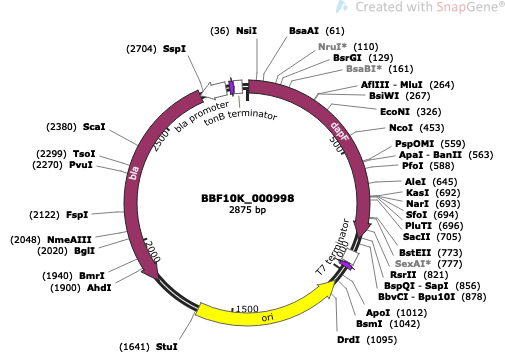 Created with SnapGene®
(36) NsiI
BsaAI (61)
NruI* (110)
BsrGI (129)
BsaBI* (161)
AflIII - MluI (264)
BsiWI (267)
EcoNI (326)
NcoI (453)
PspOMI (559)
ApaI - BanII (563)
PfoI (588)
AleI (645)
KasI (692)
NarI (693)
SfoI (694)
PluTI (696)
SacII (705)
BstEII (773)
SexAI* (777)
RsrII (821)
BspQI - SapI (856)
BbvCI - Bpu10I (878)
ApoI (1012)
BsmI (1042)
DrdI (1095)
(1641) StuI
(1900) AhdI
(1940) BmrI
(2020) BglI
(2048) NmeAIII
(2122) FspI
(2270) PvuI
(2299) TsoI
(2380) ScaI
(2704) SspI
bla promoter
tonB terminator
dapF
T7 terminator
ori
bla
500
1000
1500
2000
2500
BBF10K_000998
2875 bp